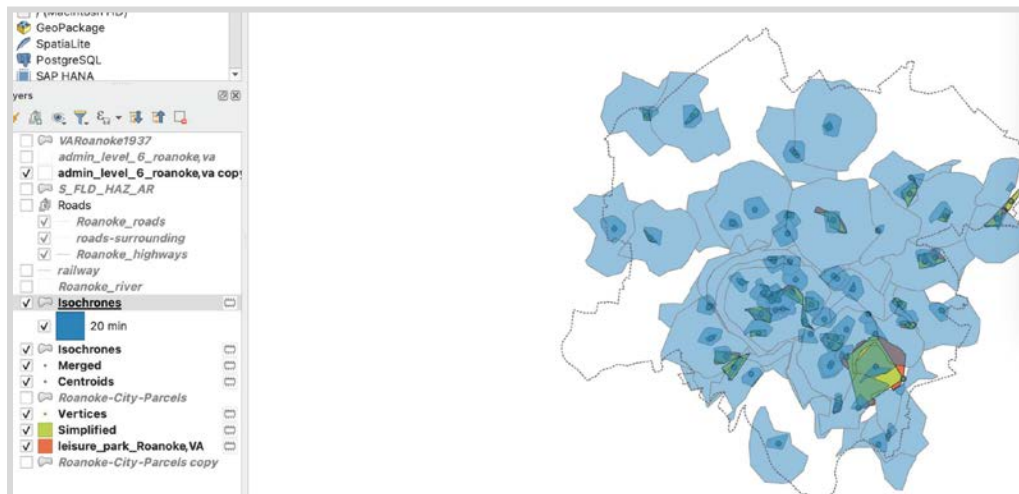 / (Macintosh HD)
GeoPackage
SpatiaLite
PostgreSQL
SAP HANA
yers
VARoanoke1937
admin_level_6_roanoke,va
admin_level_6_roanoke,va copy
S_FLD_HAZ_AR
Roads
Roanoke_roads
roads-surrounding
Roanoke_highways
railway
Roanoke_river
Isochrones
20 min
Isochrones
Merged
Centroids
Roanoke-City-Parcels
Vertices
Simplified
leisure_park_Roanoke,VA
Roanoke-City-Parcels copy